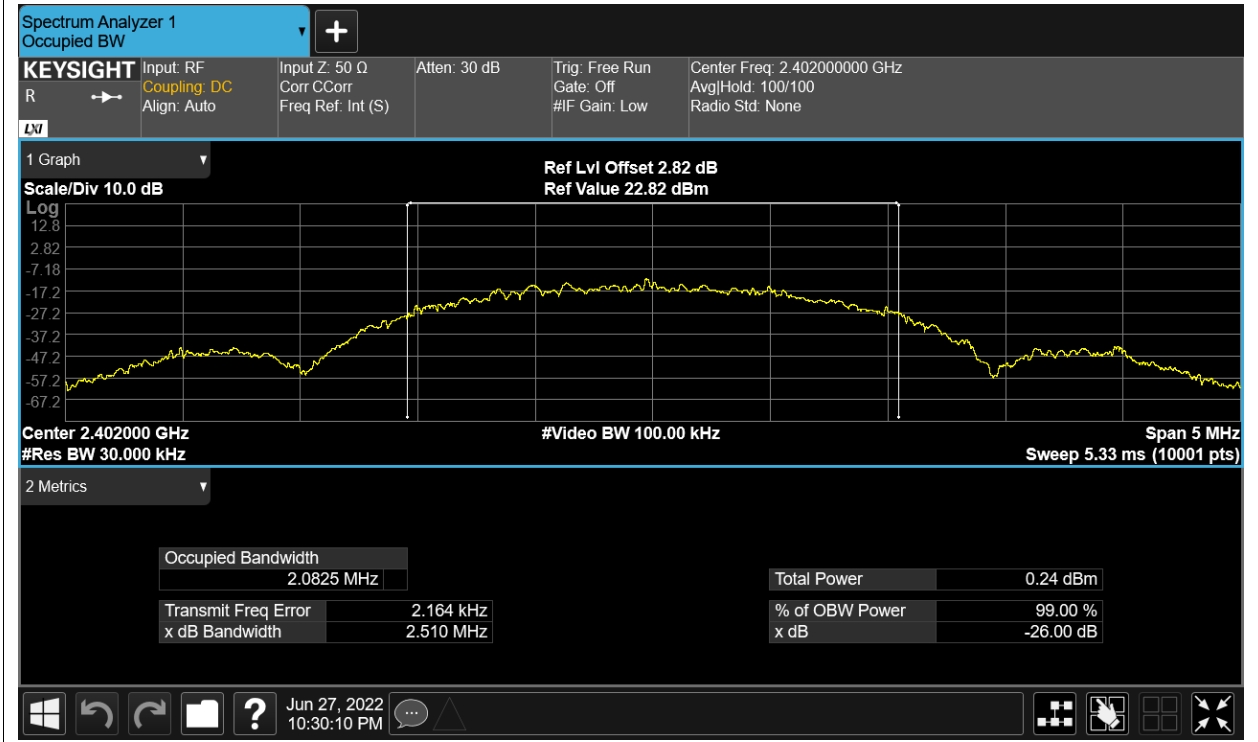 Spectrum Analyzer 1
Occupied BW
KEYSIGHT Input: RF Input Z: 50 Ω Atten: 30 dB Trig: Free Run Center Freq: 2.402000000 GHz
R Coupling: DC Corr CCorr Gate: Off Avg|Hold: 100/100
Align: Auto Freq Ref: Int (S) #IF Gain: Low Radio Std: None
LXI
1 Graph
Ref Lvl Offset 2.82 dB
Scale/Div 10.0 dB Ref Value 22.82 dBm
Log
12.8
2.82
-7.18
-17.2
-27.2
-37.2
-47.2
-57.2
-67.2
Center 2.402000 GHz #Video BW 100.00 kHz Span 5 MHz
#Res BW 30.000 kHz Sweep 5.33 ms (10001 pts)
2 Metrics
Occupied Bandwidth
2.0825 MHz Total Power 0.24 dBm
Transmit Freq Error 2.164 kHz % of OBW Power 99.00 %
x dB Bandwidth 2.510 MHz x dB -26.00 dB
? Jun 27, 2022
10:30:10 PM